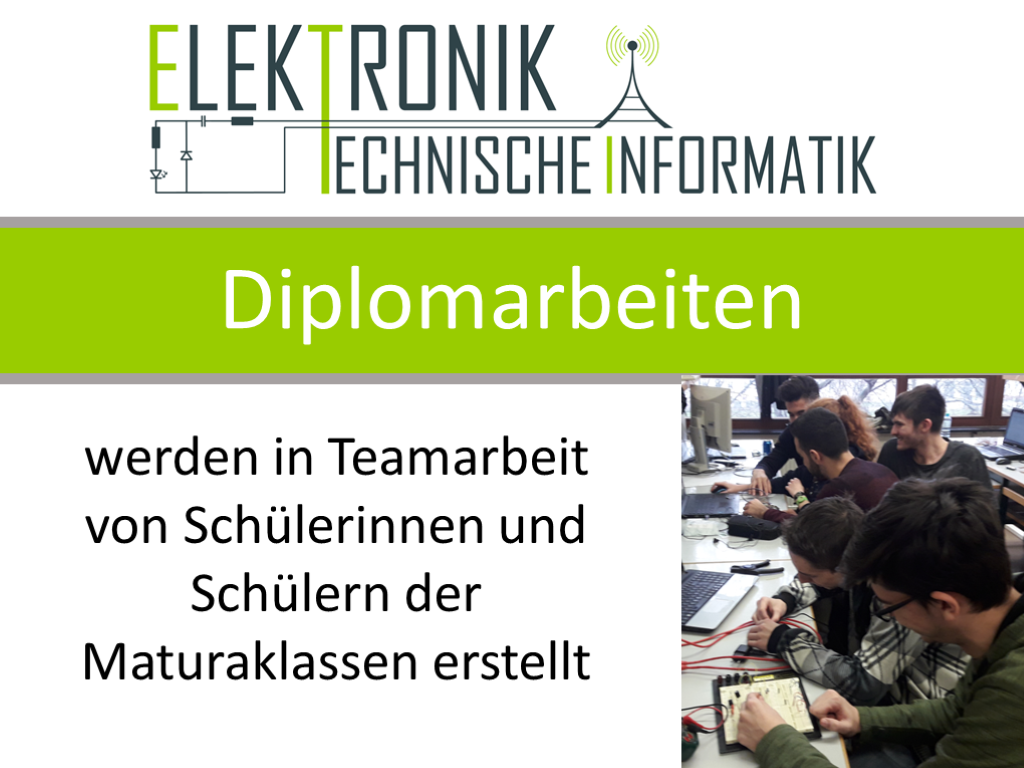 ELEKTRONIK
TECHNISCHE INFORMATIK
Diplomarbeiten
werden in Teamarbeit
von Schülerinnen und
Schülern der
Maturaklassen erstellt